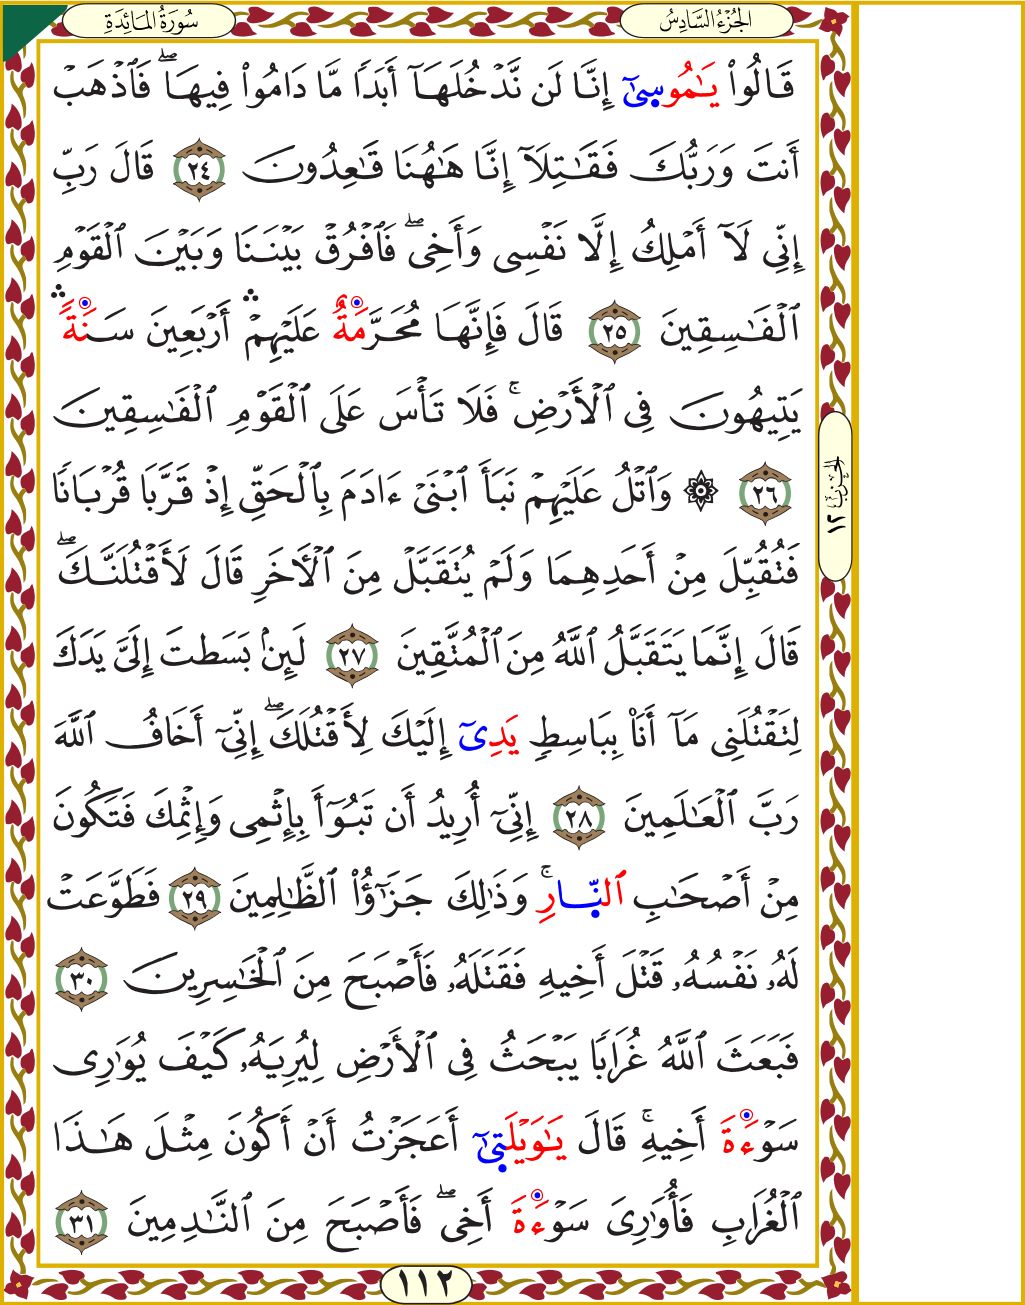 الجُزْءُ السَّادِسُ
سُورَةُ المَائِدَةِ
قَالُوا۟ يَـٰمُوسِىٰٓ إِنَّا لَن نَّدْخُلَهَآ أَبَدًا مَّا دَامُوا۟ فِيهَا ۖ فَٱذْهَبْ
أَنتَ وَرَبُّكَ فَقَـٰتِلَآ إِنَّا هَـٰهُنَا قَـٰعِدُونَ ٢٤ قَالَ رَبِّ
إِنِّى لَآ أَمْلِكُ إِلَّا نَفْسِى وَأَخِى ۖ فَٱفْرُقْ بَيْنَنَا وَبَيْنَ ٱلْقَوْمِ
ٱلْفَـٰسِقِينَ ٢٥ قَالَ فَإِنَّهَا مُحَرَّمَةٌ عَلَيْهِمْ ۛ أَرْبَعِينَ سَنَةً ۛ
يَتِيهُونَ فِى ٱلْأَرْضِ ۚ فَلَا تَأْسَ عَلَى ٱلْقَوْمِ ٱلْفَـٰسِقِينَ
٢٦ ۞ وَٱتْلُ عَلَيْهِمْ نَبَأَ ٱبْنَىْ ءَادَمَ بِٱلْحَقِّ إِذْ قَرَّبَا قُرْبَانًا
فَتُقُبِّلَ مِنْ أَحَدِهِمَا وَلَمْ يُتَقَبَّلْ مِنَ ٱلْـَٔاخَرِ قَالَ لَأَقْتُلَنَّكَ ۖ
قَالَ إِنَّمَا يَتَقَبَّلُ ٱللَّهُ مِنَ ٱلْمُتَّقِينَ ٢٧ لَئِنۢ بَسَطتَ إِلَىَّ يَدَكَ
لِتَقْتُلَنِى مَآ أَنَا۠ بِبَاسِطٍ يَدِىٓ إِلَيْكَ لِأَقْتُلَكَ ۖ إِنِّىٓ أَخَافُ ٱللَّهَ
رَبَّ ٱلْعَـٰلَمِينَ ٢٨ إِنِّىٓ أُرِيدُ أَن تَبُوٓأَ بِإِثْمِى وَإِثْمِكَ فَتَكُونَ
مِنْ أَصْحَـٰبِ ٱلنِّارِ ۚ وَذَٰلِكَ جَزَٰٓؤُا۟ ٱلظَّـٰلِمِينَ ٢٩ فَطَوَّعَتْ
لَهُۥ نَفْسُهُۥ قَتْلَ أَخِيهِ فَقَتَلَهُۥ فَأَصْبَحَ مِنَ ٱلْخَـٰسِرِينَ ٣٠
فَبَعَثَ ٱللَّهُ غُرَابًا يَبْحَثُ فِى ٱلْأَرْضِ لِيُرِيَهُۥ كَيْفَ يُوَٰرِى
سَوْءَةَ أَخِيهِ ۚ قَالَ يَـٰوَيْلَتِىٰٓ أَعَجَزْتُ أَنْ أَكُونَ مِثْلَ هَـٰذَا
ٱلْغُرَابِ فَأُوَٰرِىَ سَوْءَةَ أَخِى ۖ فَأَصْبَحَ مِنَ ٱلنَّـٰدِمِينَ ٣١
الحِزْبُ ١٢
١١٢